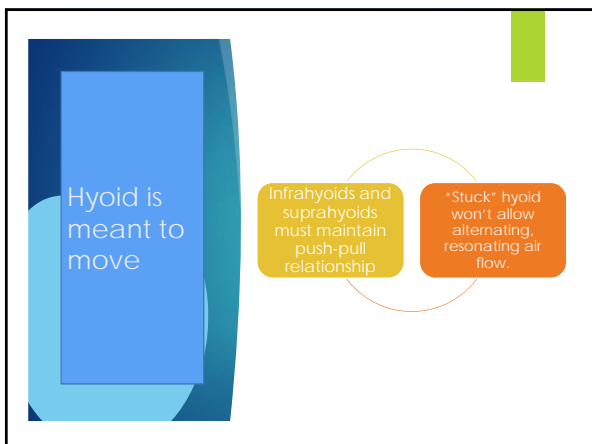 Hyoid is
meant to
move
Infrahyoids and
suprahyoids
must maintain
push-pull
relationship
“Stuck” hyoid
won’t allow
alternating,
resonating air
flow.